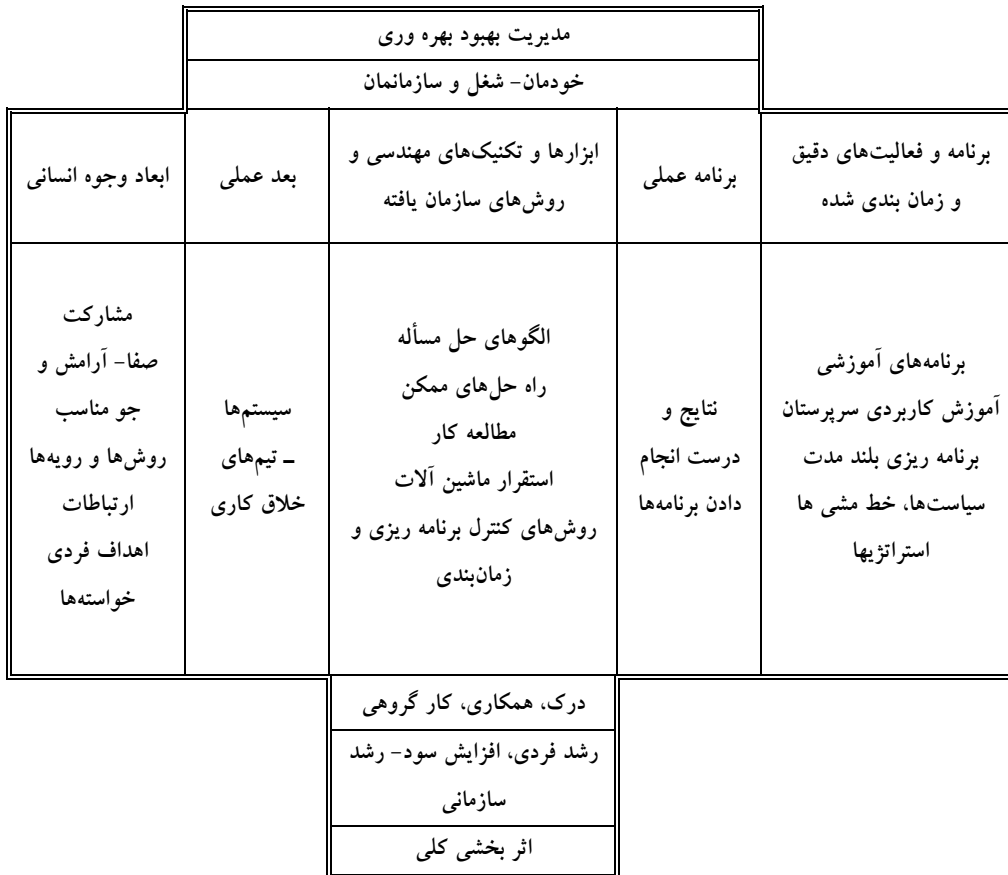 مدیریت بهبود بهره وری
خودمان- شغل و سازمانمان
برنامه و فعالیت‌های دقیق
و زمان بندی شده
برنامه عملی
ابزارها و تکنیک‌های مهندسی و
روش‌های سازمان یافته
بعد عملی
ابعاد وجوه انسانی
برنامه‌های آموزشی
آموزش کاربردی سرپرستان
برنامه ریزی بلند مدت
سیاست‌ها، خط مشی ها
استراتژیها
نتایج و
درست انجام
دادن برنامه‌ها
الگوهای حل مسأله
راه حل‌های ممکن
مطالعه کار
استقرار ماشین آلات
روش‌های کنترل برنامه ریزی و
زمان‌بندی
سیستم‌ها
– تیم‌های
خلاق کاری
مشارکت
صفا- آرامش و
جو مناسب
روش‌ها و رویه‌ها
ارتباطات
اهداف فردی
خواسته‌ها
درک، همکاری، کار گروهی
رشد فردی، افزایش سود- رشد
سازمانی
اثر بخشی کلی